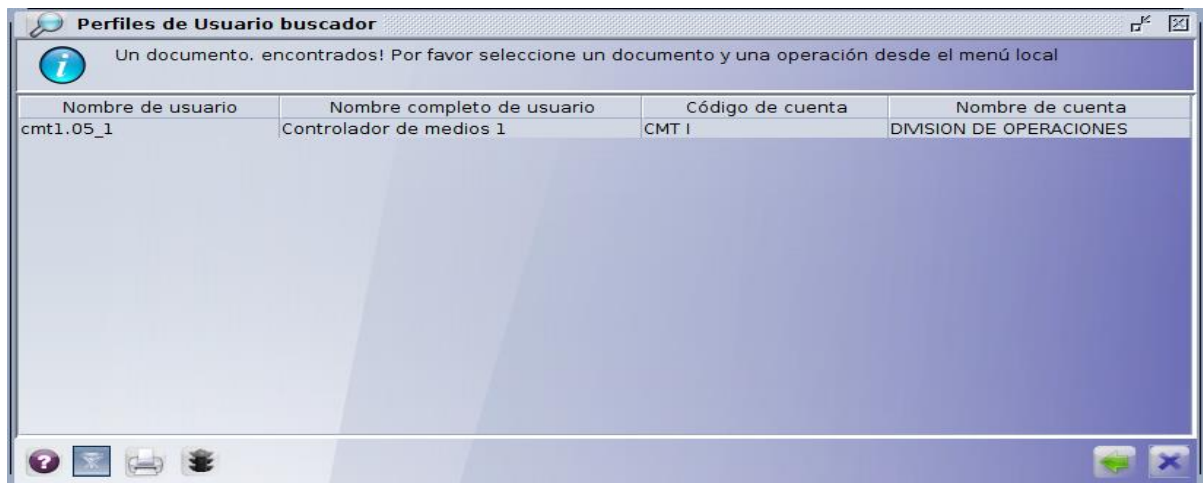 Perfiles de Usuario buscador
Un documento. encontrados! Por favor seleccione un documento y una operación desde el menú local
Nombre de usuario Nombre completo de usuario Código de cuenta Nombre de cuenta
cmt1.05_1 Controlador de medios 1 CMT I DIVISION DE OPERACIONES